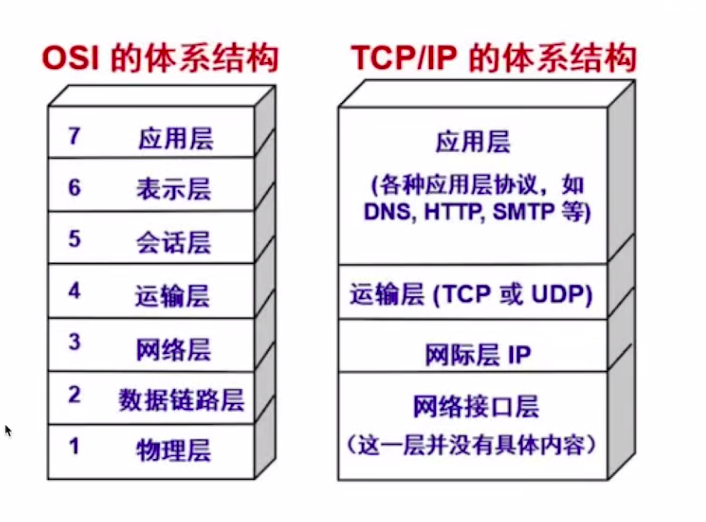 OSI 的体系结构
7 应用层
6 表示层
5 会话层
4 运输层
3 网络层
2 数据链路层
1 物理层
TCP/IP 的体系结构
应用层
(各种应用层协议，如
DNS, HTTP, SMTP 等)
运输层 (TCP 或 UDP)
网际层 IP
网络接口层
（这一层并没有具体内容）